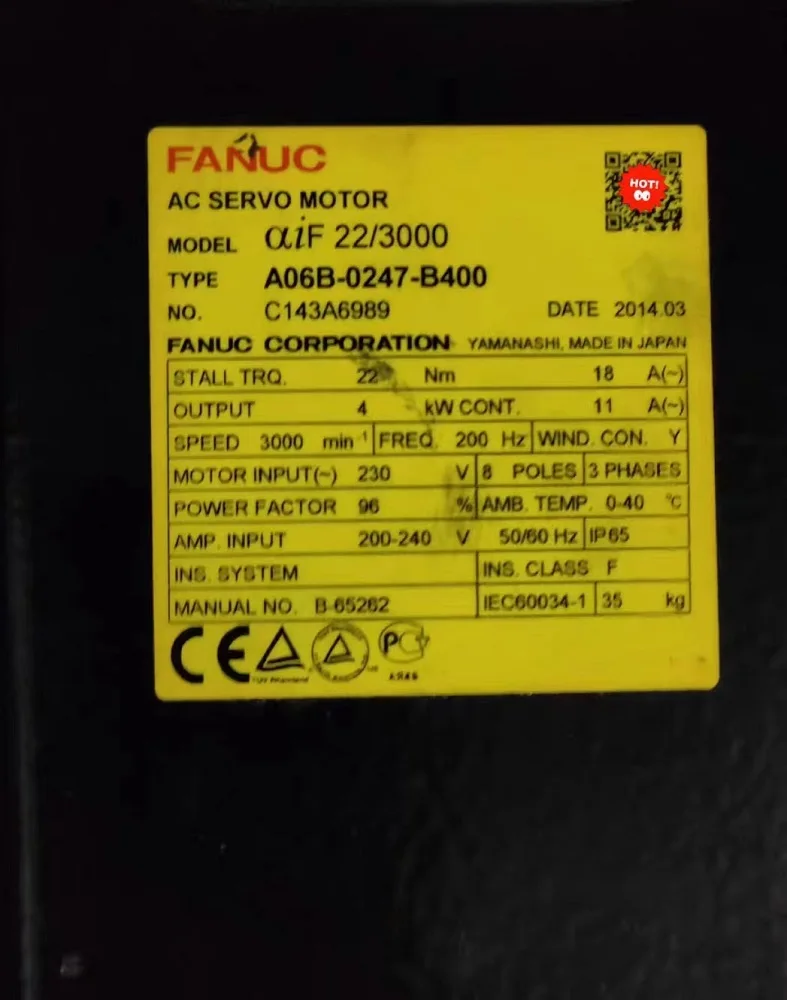 FANUC
HOT!
AC SERVO MOTOR
MODEL αiF 22/3000
TYPE A06B-0247-B400
NO. C143A6989 DATE 2014.03
FANUC CORPORATION YAMANASHI, MADE IN JAPAN
STALL TRQ. 22 Nm 18 A(~)
OUTPUT 4 kW CONT. 11 A(~)
SPEED 3000 min⁻¹ FREQ. 200 Hz WIND. CON. Y
MOTOR INPUT(~) 230 V 8 POLES 3 PHASES
POWER FACTOR 96 % AMB. TEMP. 0-40 °C
AMP. INPUT 200-240 V 50/60 Hz IP65
INS. SYSTEM INS. CLASS F
MANUAL NO. B-65262 IEC60034-1 35 kg
CE PC